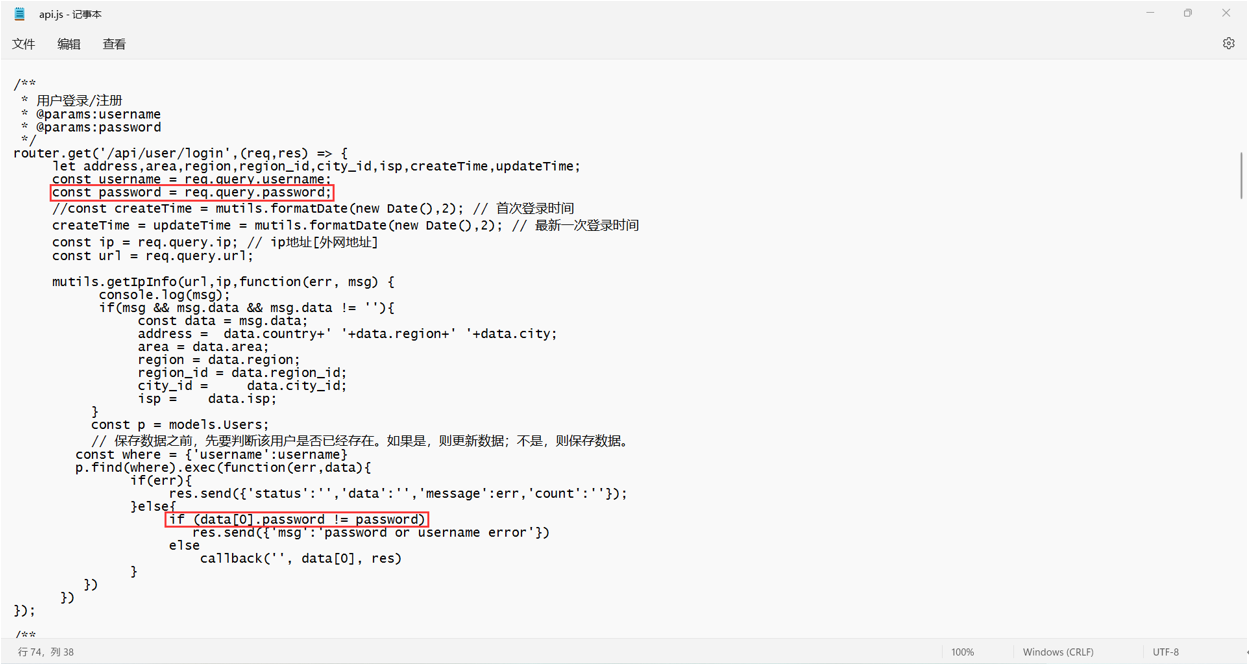 api.js - 记事本
文件 编辑 查看
/**
 * 用户登录/注册
 * @params:username
 * @params:password
 */
router.get('/api/user/login',(req,res) => {
     let address,area,region,region_id,city_id,isp,createTime,updateTime;
     const username = req.query.username;
     const password = req.query.password;
     //const createTime = mutils.formatDate(new Date(),2); // 首次登录时间
     createTime = updateTime = mutils.formatDate(new Date(),2); // 最新一次登录时间
     const ip = req.query.ip; // ip地址[外网地址]
     const url = req.query.url;
     mutils.getIpInfo(url,ip,function(err, msg) {
           console.log(msg);
           if(msg && msg.data && msg.data != ''){
                const data = msg.data;
                address =  data.country+' '+data.region+' '+data.city;
                area = data.area;
                region = data.region;
                region_id = data.region_id;
                city_id =     data.city_id;
                isp =    data.isp;
          }
          const p = models.Users;
          // 保存数据之前，先要判断该用户是否已经存在。如果是，则更新数据；不是，则保存数据。
        const where = {'username':username}
        p.find(where).exec(function(err,data){
               if(err){
                    res.send({'status':'','data':'','message':err,'count':''});
               }else{
                    if (data[0].password != password)
                       res.send({'msg':'password or username error'})
                    else
                        callback('', data[0], res)
               }
         })
      })
});
/**
行 74，列 38 100% Windows (CRLF) UTF-8